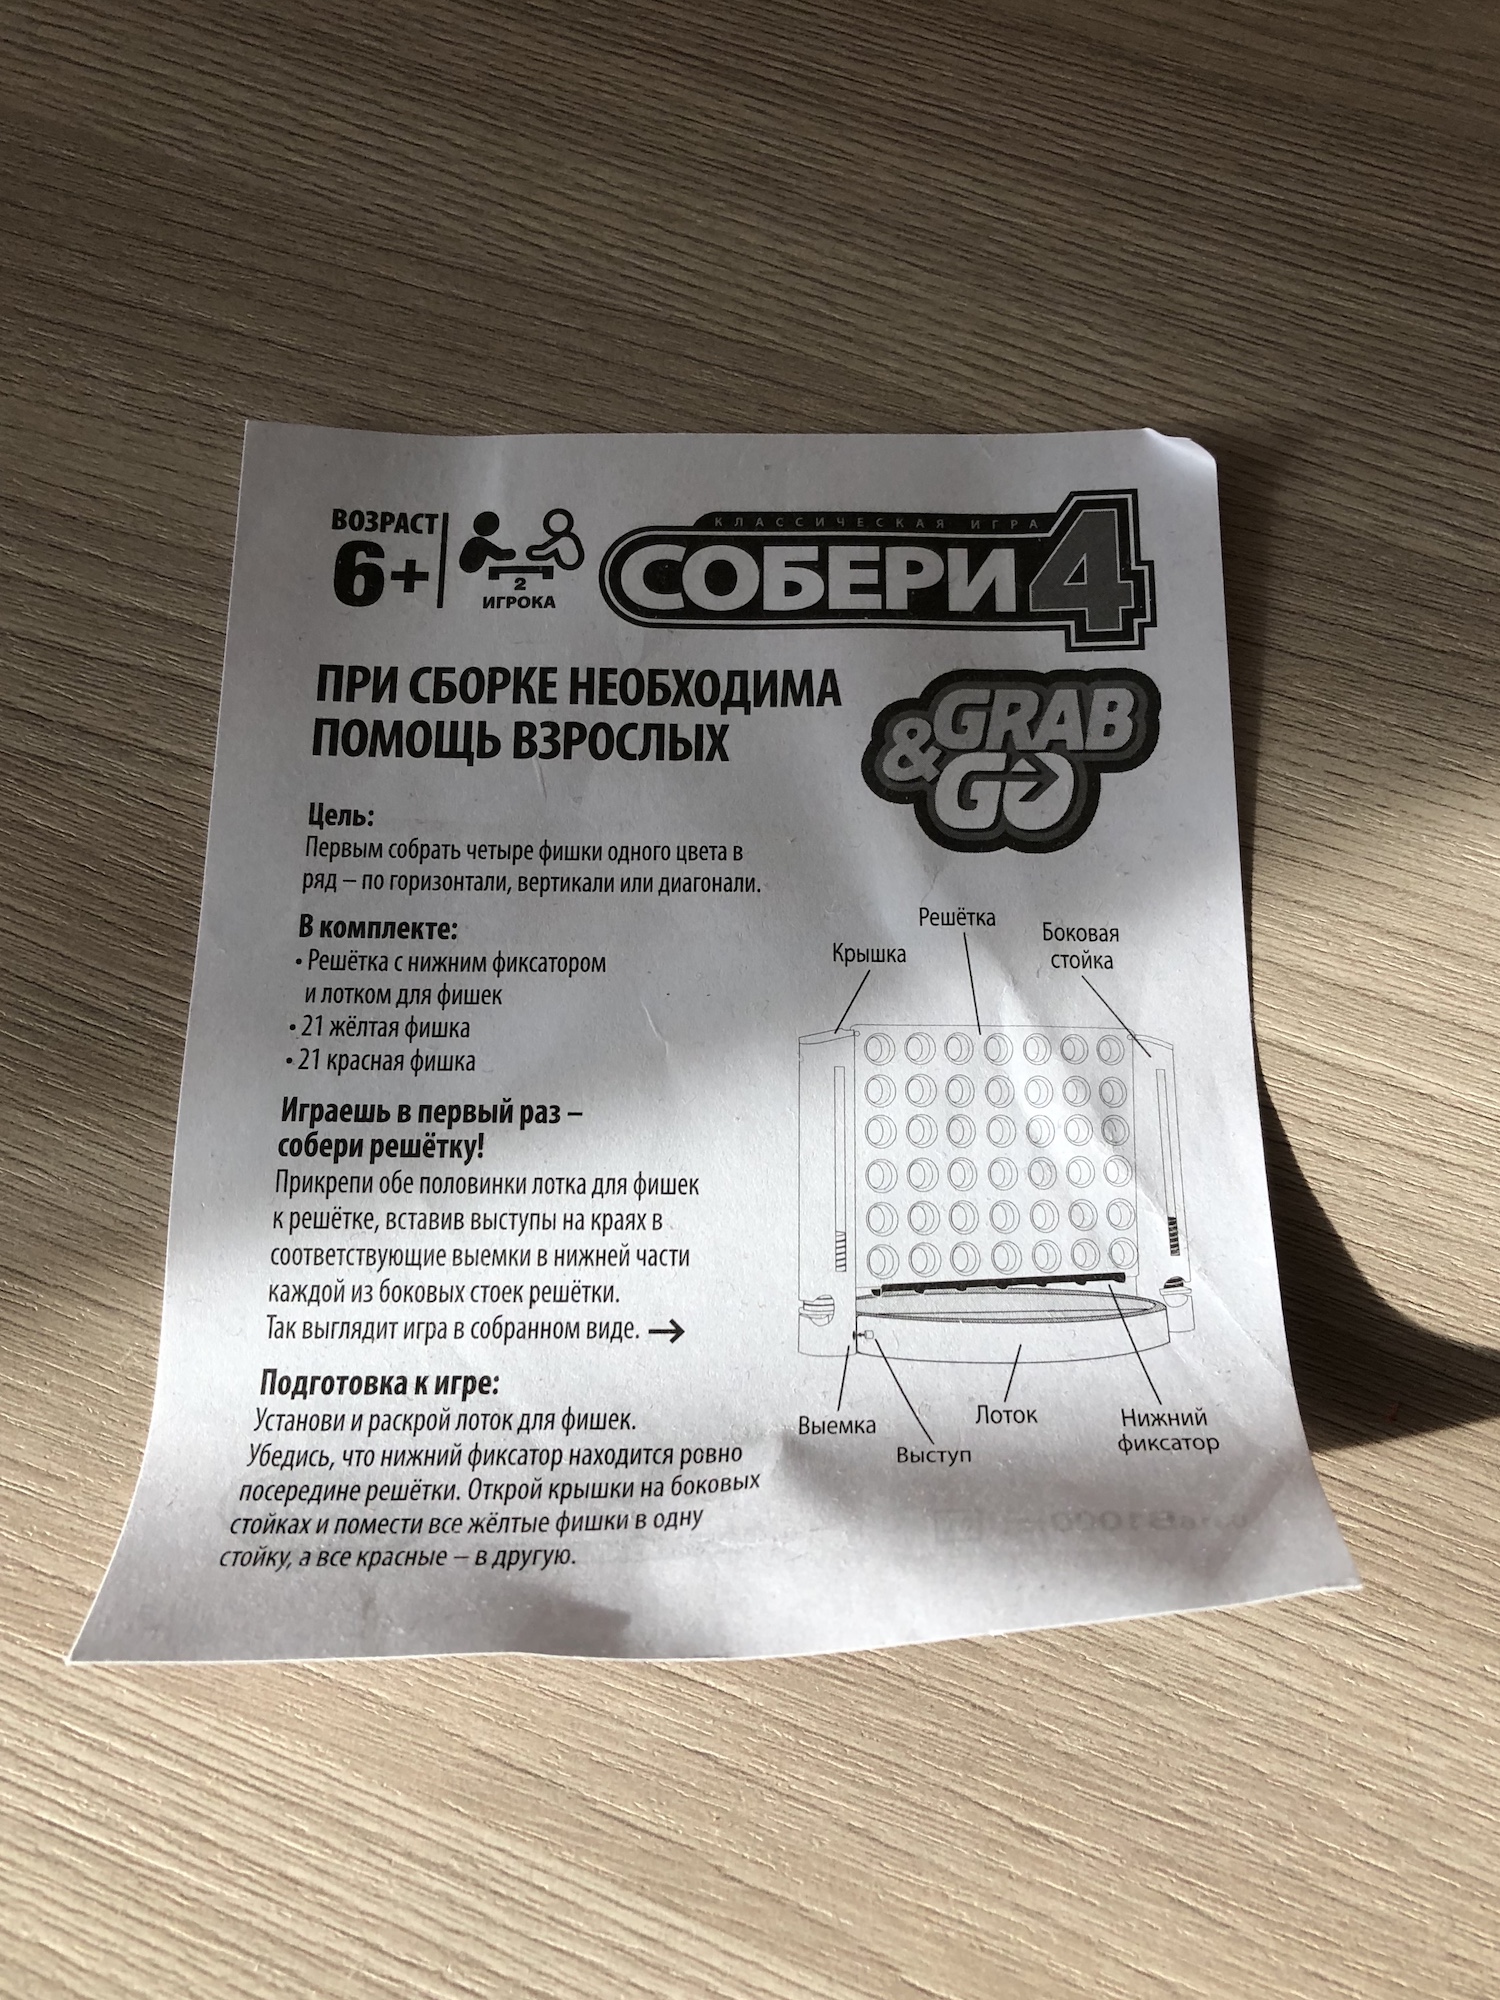 ВОЗРАСТ
6+
2
ИГРОКА
КЛАССИЧЕСКАЯ ИГРА
СОБЕРИ 4
GRAB
& GO
ПРИ СБОРКЕ НЕОБХОДИМА
ПОМОЩЬ ВЗРОСЛЫХ
Цель:
Первым собрать четыре фишки одного цвета в
ряд – по горизонтали, вертикали или диагонали.
В комплекте:
• Решётка с нижним фиксатором
и лотком для фишек
• 21 жёлтая фишка
• 21 красная фишка
Играешь в первый раз –
собери решётку!
Прикрепи обе половинки лотка для фишек
к решётке, вставив выступы на краях в
соответствующие выемки в нижней части
каждой из боковых стоек решётки.
Так выглядит игра в собранном виде. →
Подготовка к игре:
Установи и раскрой лоток для фишек.
Убедись, что нижний фиксатор находится ровно
посередине решётки. Открой крышки на боковых
стойках и помести все жёлтые фишки в одну
стойку, а все красные – в другую.
Крышка
Решётка
Боковая
стойка
Выемка
Выступ
Лоток
Нижний
фиксатор